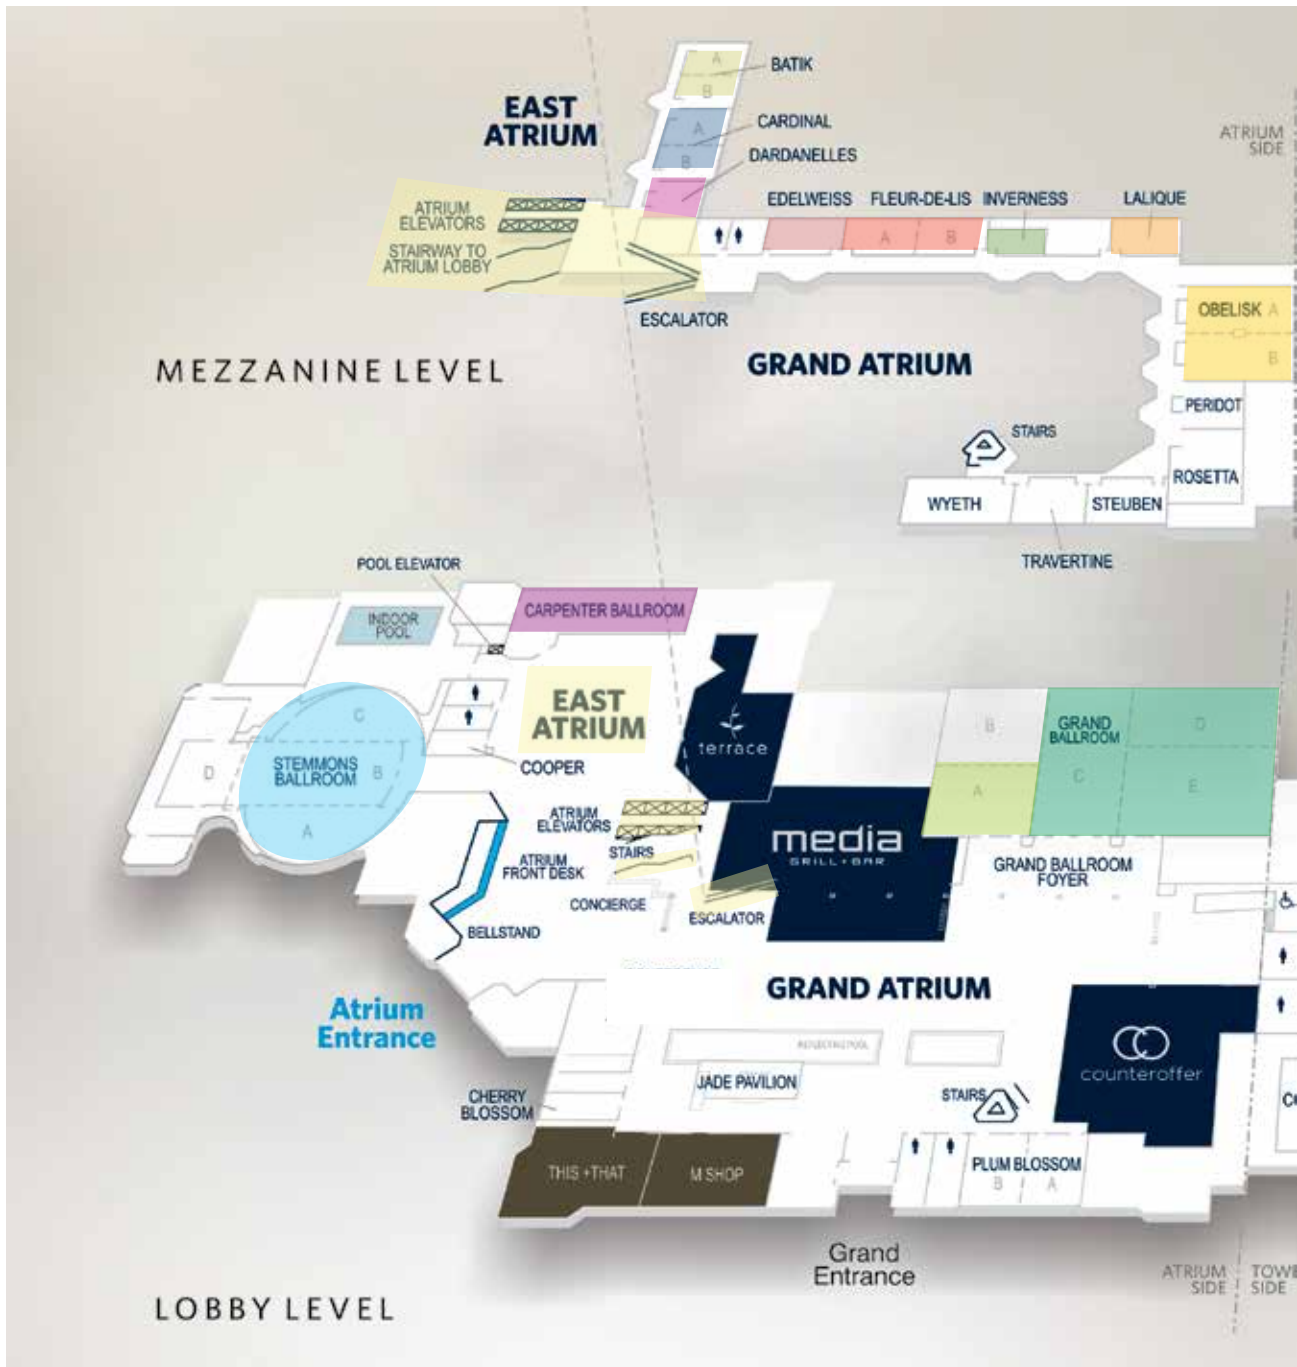 A
BATIK
B
EAST
ATRIUM
A
CARDINAL
B
DARDANELLES
ATRIUM
SIDE
EDELWEISS
FLEUR-DE-LIS
INVERNESS
LALIQUE
ATRIUM
ELEVATORS
A
B
STAIRWAY TO
ATRIUM LOBBY
ESCALATOR
OBELISK A
B
MEZZANINE LEVEL
GRAND ATRIUM
PERIDOT
STAIRS
ROSETTA
WYETH
STEUBEN
TRAVERTINE
POOL ELEVATOR
CARPENTER BALLROOM
INDOOR
POOL
EAST
ATRIUM
terrace
C
B
GRAND
BALLROOM
D
STEMMONS
BALLROOM
D
B
COOPER
A
C
E
A
ATRIUM
ELEVATORS
STAIRS
media
GRILL + BAR
ATRIUM
FRONT DESK
GRAND BALLROOM
FOYER
CONCIERGE
ESCALATOR
BELLSTAND
GRAND ATRIUM
Atrium
Entrance
REFLECTING POOL
counteroffer
JADE PAVILION
CHERRY
BLOSSOM
STAIRS
THIS +THAT
M SHOP
PLUM BLOSSOM
B
A
Grand
Entrance
ATRIUM
SIDE
TOWE
SIDE
LOBBY LEVEL